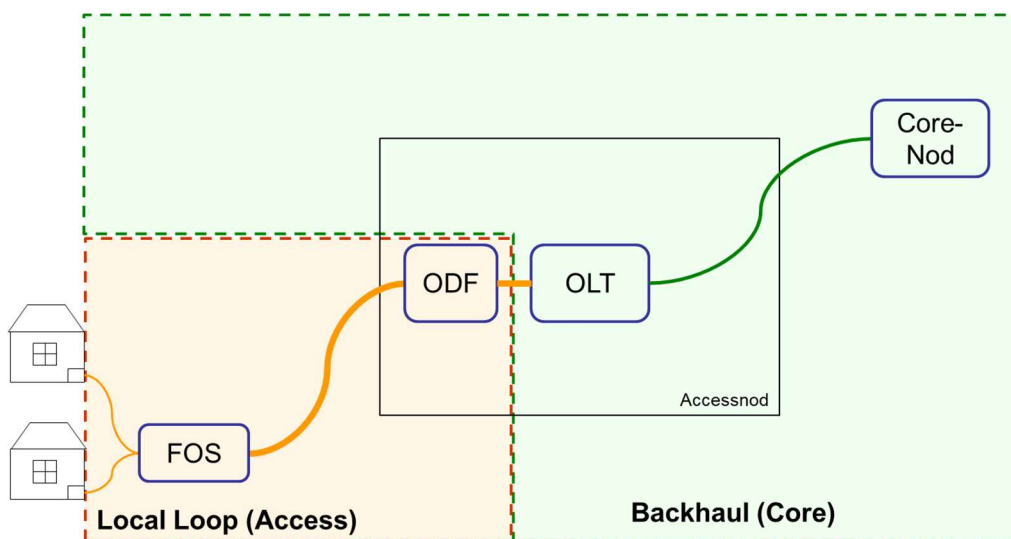 Core-
Nod
ODF
OLT
Accessnod
FOS
Local Loop (Access)
Backhaul (Core)